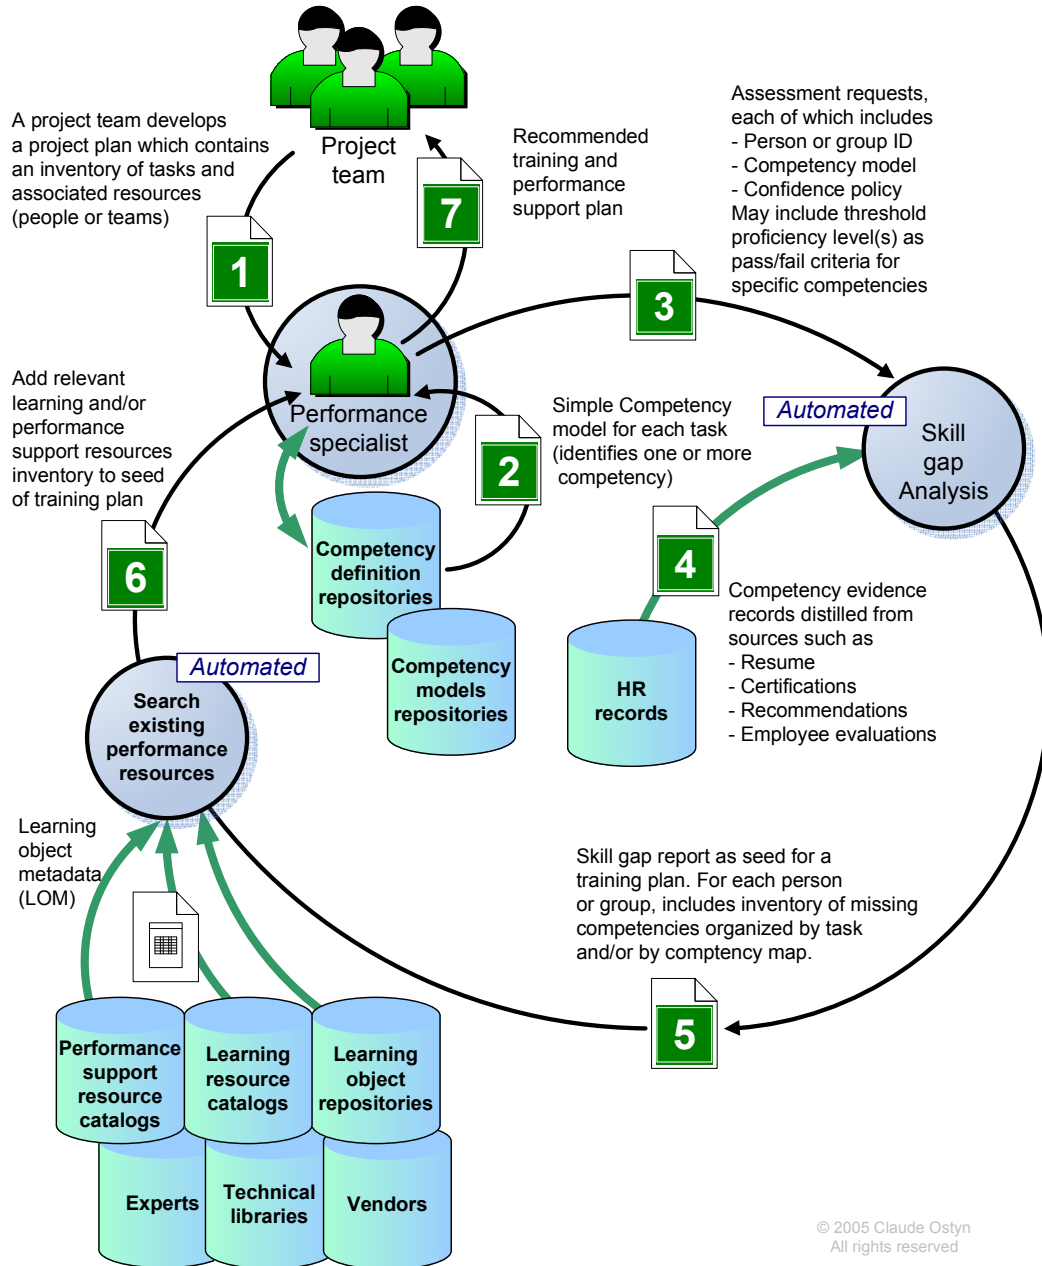 Project
team
A project team develops
a project plan which contains
an inventory of tasks and
associated resources
(people or teams)
1
7
Recommended
training and
performance
support plan
Assessment requests,
each of which includes
- Person or group ID
- Competency model
- Confidence policy
May include threshold
proficiency level(s) as
pass/fail criteria for
specific competencies
3
Performance
specialist
2
Simple Competency
model for each task
(identifies one or more
competency)
Automated
Skill
gap
Analysis
Add relevant
learning and/or
performance
support resources
inventory to seed
of training plan
6
Competency
definition
repositories
Competency
models
repositories
4
HR
records
Competency evidence
records distilled from
sources such as
- Resume
- Certifications
- Recommendations
- Employee evaluations
Automated
Search
existing
performance
resources
Learning
object
metadata
(LOM)
Skill gap report as seed for a
training plan. For each person
or group, includes inventory of missing
competencies organized by task
and/or by comptency map.
5
Performance
support
resource
catalogs
Learning
resource
catalogs
Learning
object
repositories
Experts
Technical
libraries
Vendors
© 2005 Claude Ostyn
All rights reserved